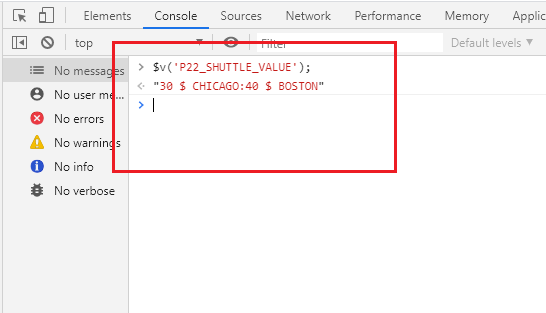 Elements Console Sources Network Performance Memory Applic
top Filter Default levels
No messages
No user me...
No errors
No warnings
No info
No verbose
> $v('P22_SHUTTLE_VALUE');
"30 $ CHICAGO:40 $ BOSTON"
>